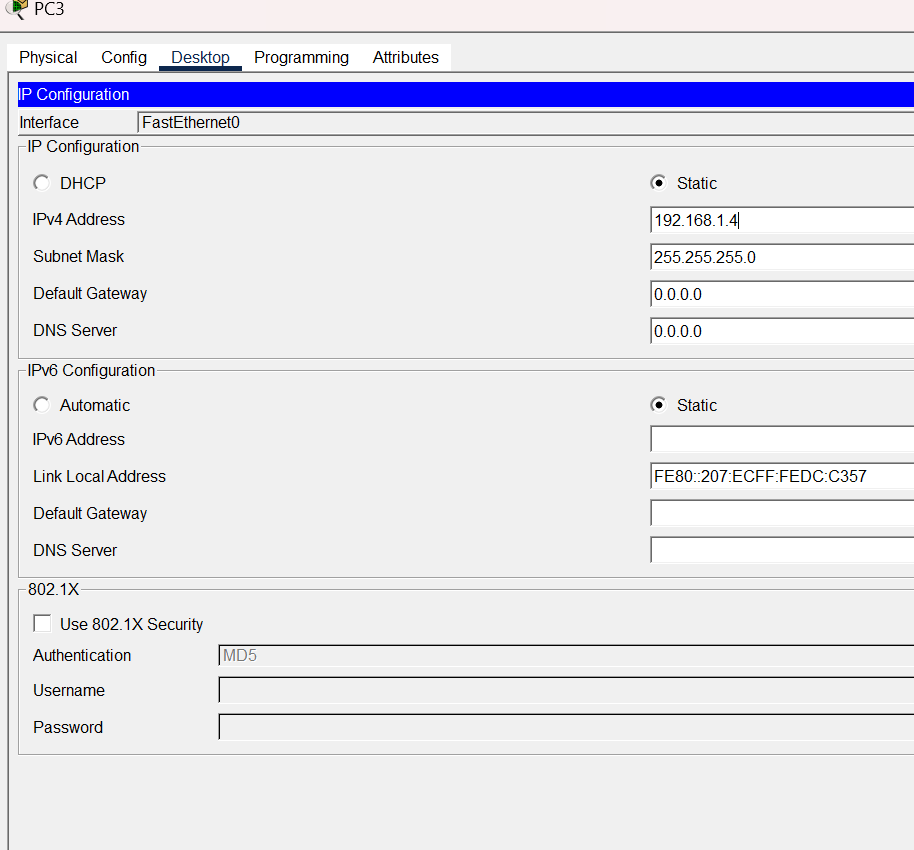 PC3
Physical Config Desktop Programming Attributes
IP Configuration
Interface FastEthernet0
IP Configuration
DHCP Static
IPv4 Address 192.168.1.4
Subnet Mask 255.255.255.0
Default Gateway 0.0.0.0
DNS Server 0.0.0.0
IPv6 Configuration
Automatic Static
IPv6 Address
Link Local Address FE80::207:ECFF:FEDC:C357
Default Gateway
DNS Server
802.1X
Use 802.1X Security
Authentication MD5
Username
Password